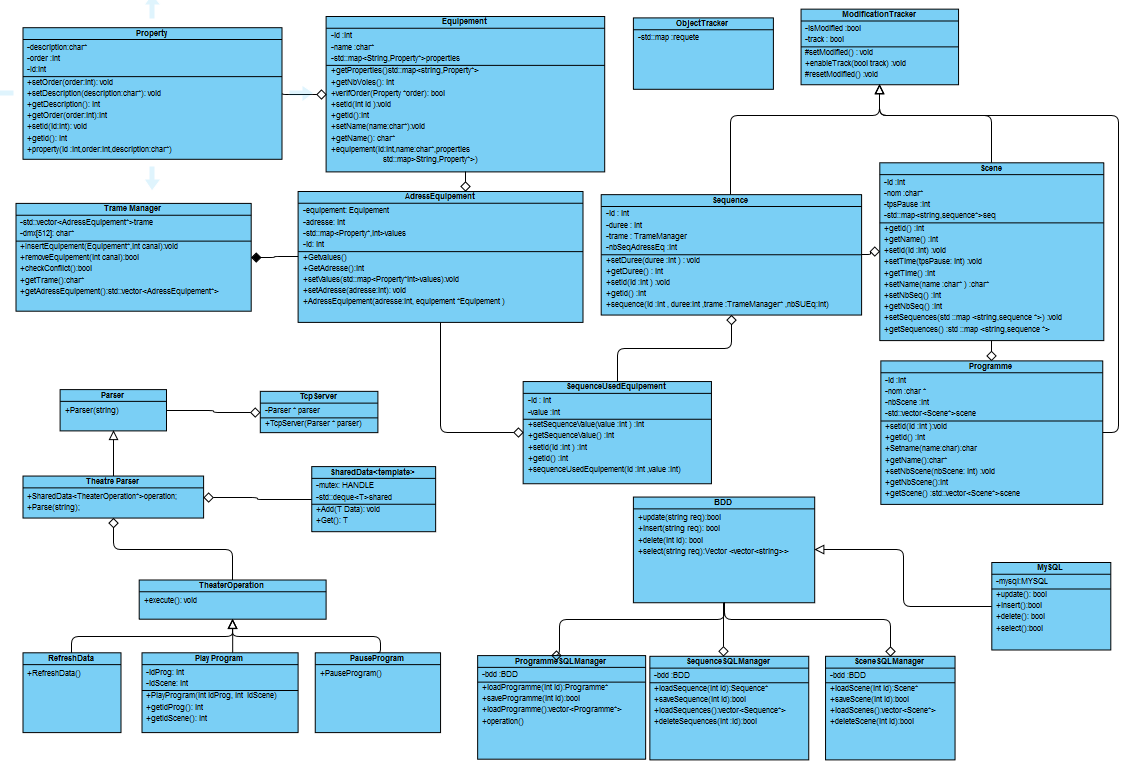 Property
-description:char*
-order :int
-id:int
+setOrder(order:int): void
+setDescription(description:char*): void
+getDescription(): int
+getOrder(order:int):int
+setid(id:int): void
+getid(): int
+property(id :int,order:int,description:char*)
Equipement
-id :int
-name :char*
-std::map<String,Property*>properties
+getProperties()std::map<string,Property*>
+getNbVoies(): int
+verifOrder(Property *order): bool
+setid(int id ):void
+getid():int
+setName(name:char*):void
+getName(): char*
+equipement(id:int,name:char*,properties
std::map>String,Property*>)
ObjectTracker
-std::map :requete
ModificationTracker
-isModified :bool
-track : bool
#setModified() : void
+enableTrack(bool track) :void
#resetModified() :void
Trame Manager
-std::vector<AdressEquipement*>trame
-dmx[512]: char*
+insertEquipement(Equipement*,int canal):void
+removeEquipement(int canal):bool
+checkConflict():bool
+getTrame():char*
+getAdressEquipement():std::vector<AdressEquipement*>
AdressEquipement
-equipement: Equipement
-adresse: int
-std::map<Property*,int>values
-id: int
+Getvalues()
+GetAdresse():int
+setValues(std::map<Property*int>values):void
+setAdresse(adresse:int): void
+AdressEquipement(adresse:int, equipement *Equipement )
Sequence
-id : int
-duree : int
-trame : TrameManager
-nbSeqAdressEq :int
+setDuree(duree :int ) : void
+getDuree() : int
+setid(id :int ) : void
+getid() :int
+sequence(id :int , duree:int ,trame :TrameManager* ,nbSUEq:int)
Scene
-id :int
-nom :char*
-tpsPause :int
-std::map<string,sequence*>seq
+getid() :int
+getName() :int
+setid(id :int) :void
+setTime(tpsPause: int) :void
+getTime() :int
+setName(name :char* ) :char*
+setNbSeq() :int
+getNbSeq() :int
+setSequences(std ::map <string,sequence *>) :void
+getSequences() :std ::map <string,sequence *>
Programme
-id :int
-nom :char *
-nbScene :int
-std::vector<Scene*>scene
+setid(id :int ):void
+getid() :int
+Setname(name:char):char
+getName():char*
+setNbScene(nbScene: int) :void
+getNbScene():int
+getScene() :std::vector<Scene*>scene
SequenceUsedEquipement
-id : int
-value :int
+setSequenceValue(value :int ) :int
+getSequenceValue() :int
+setid(id :int ) :int
+getid() :int
+sequenceUsedEquipement(id :int ,value :int)
Parser
+Parser(string)
TcpServer
-Parser * parser
+TcpServer(Parser * parser)
Theatre Parser
+SharedData<TheaterOperation*>operation;
+Parse(string);
SharedData<template>
-mutex: HANDLE
-std::deque<T>shared
+Add(T Data): void
+Get(): T
TheaterOperation
+execute(): void
RefreshData
+RefreshData()
Play Program
-idProg: int
-idScene: int
+PlayProgram(int idProg, int idScene)
+getidProg(): int
+getidScene(): int
PauseProgram
+PauseProgram()
BDD
+update(string req):bool
+insert(string req): bool
+delete(int id): bool
+select(string req):Vector <vector<string>>
MySQL
-mysql:MYSQL
+update(): bool
+insert():bool
+delete(): bool
+select():bool
ProgrammeSQLManager
-bdd :BDD
+loadProgramme(int id):Programme*
+saveProgramme(int id):bool
+loadProgramme():vector<Programme*>
+operation()
SequenceSQLManager
-bdd :BDD
+loadSequence(int id):Sequence*
+saveSequence(int id):bool
+loadSequences():vector<Sequence*>
+deleteSequences(int :id):bool
SceneSQLManager
-bdd :BDD
+loadScene(int id):Scene*
+saveScene(int id):bool
+loadScenes():vector<Scene*>
+deleteScene(int id):bool